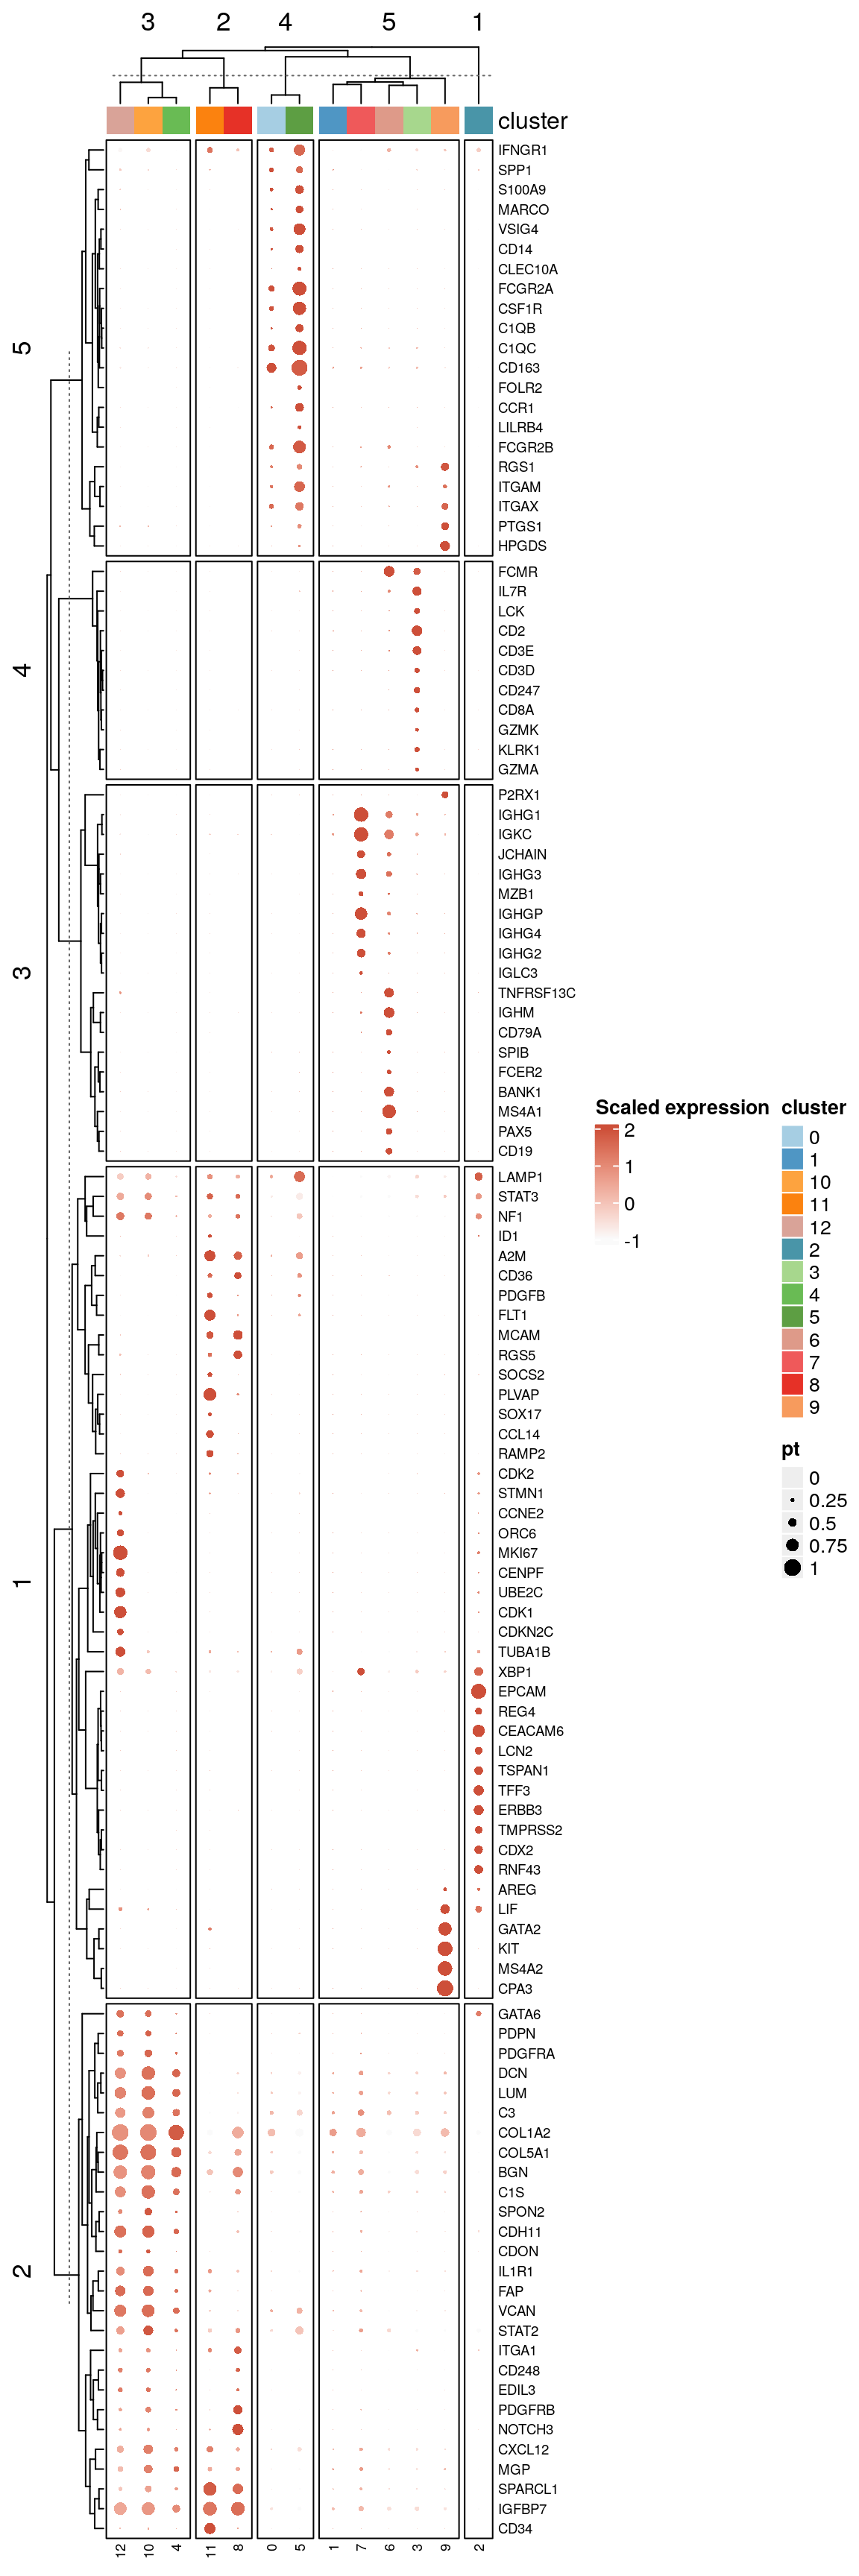 3 2 4 5 1
cluster
5
IFNGR1
SPP1
S100A9
MARCO
VSIG4
CD14
CLEC10A
FCGR2A
CSF1R
C1QB
C1QC
CD163
FOLR2
CCR1
LILRB4
FCGR2B
RGS1
ITGAM
ITGAX
PTGS1
HPGDS
4
FCMR
IL7R
LCK
CD2
CD3E
CD3D
CD247
CD8A
GZMK
KLRK1
GZMA
3
P2RX1
IGHG1
IGKC
JCHAIN
IGHG3
MZB1
IGHGP
IGHG4
IGHG2
IGLC3
TNFRSF13C
IGHM
CD79A
SPIB
FCER2
BANK1
MS4A1
PAX5
CD19
1
LAMP1
STAT3
NF1
ID1
A2M
CD36
PDGFB
FLT1
MCAM
RGS5
SOCS2
PLVAP
SOX17
CCL14
RAMP2
CDK2
STMN1
CCNE2
ORC6
MKI67
CENPF
UBE2C
CDK1
CDKN2C
TUBA1B
XBP1
EPCAM
REG4
CEACAM6
LCN2
TSPAN1
TFF3
ERBB3
TMPRSS2
CDX2
RNF43
AREG
LIF
GATA2
KIT
MS4A2
CPA3
2
GATA6
PDPN
PDGFRA
DCN
LUM
C3
COL1A2
COL5A1
BGN
C1S
SPON2
CDH11
CDON
IL1R1
FAP
VCAN
STAT2
ITGA1
CD248
EDIL3
PDGFRB
NOTCH3
CXCL12
MGP
SPARCL1
IGFBP7
CD34
12 10 4 11 8 0 5 1 7 6 3 9 2
Scaled expression
2
1
0
-1
cluster
0
1
10
11
12
2
3
4
5
6
7
8
9
pt
0
0.25
0.5
0.75
1